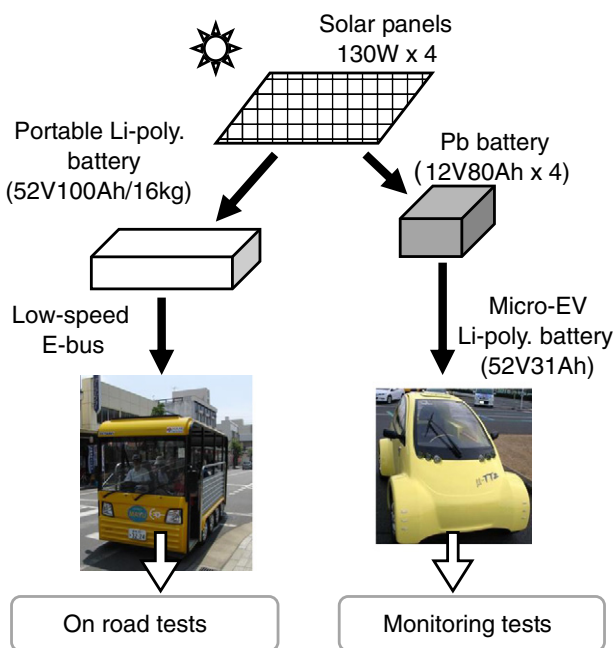 Solar panels
130W x 4
Portable Li-poly.
battery
(52V100Ah/16kg)
Pb battery
(12V80Ah x 4)
Low-speed
E-bus
Micro-EV
Li-poly. battery
(52V31Ah)
On road tests
Monitoring tests